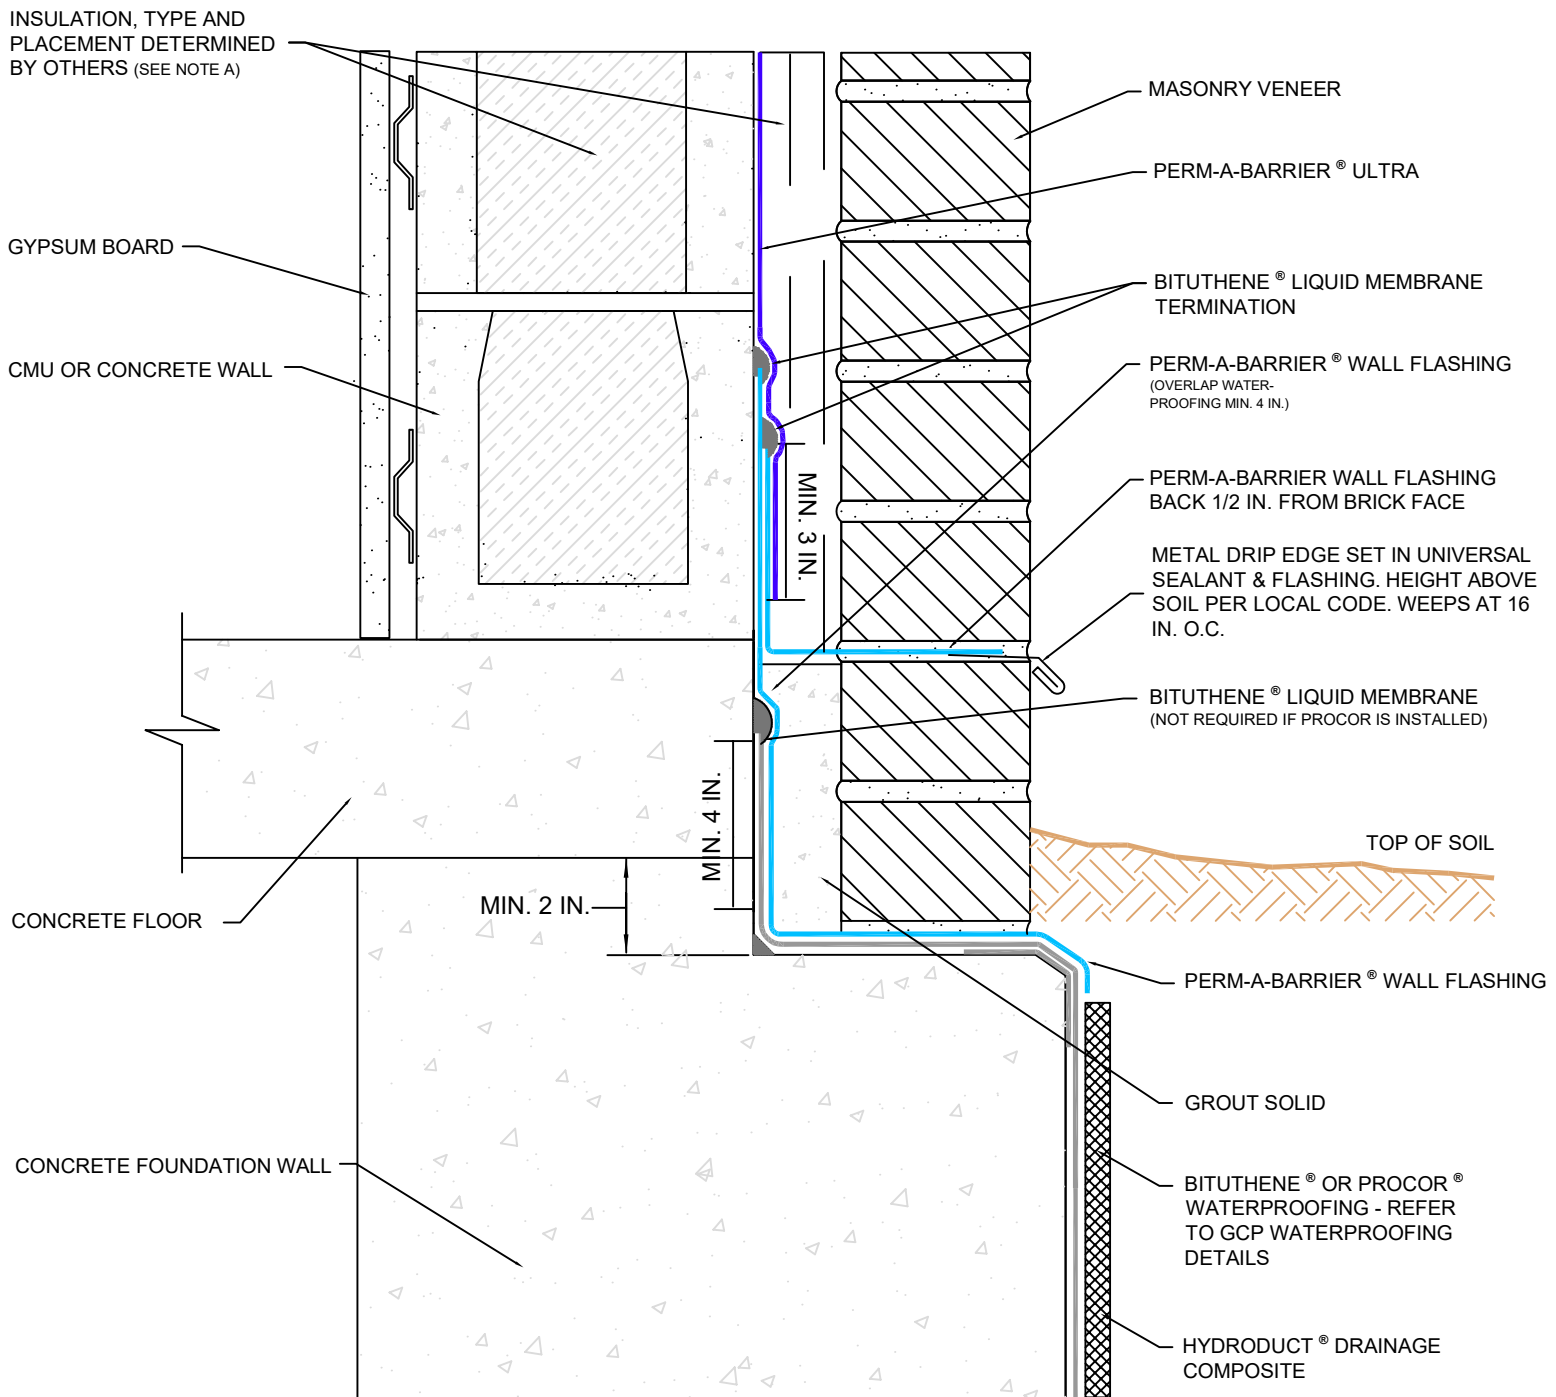 INSULATION, TYPE AND
PLACEMENT DETERMINED
BY OTHERS (SEE NOTE A)
GYPSUM BOARD
CMU OR CONCRETE WALL
CONCRETE FLOOR
CONCRETE FOUNDATION WALL
MIN. 3 IN.
MIN. 4 IN.
MIN. 2 IN.
MASONRY VENEER
PERM-A-BARRIER ® ULTRA
BITUTHENE ® LIQUID MEMBRANE
TERMINATION
PERM-A-BARRIER ® WALL FLASHING
(OVERLAP WATER-
PROOFING MIN. 4 IN.)
PERM-A-BARRIER WALL FLASHING
BACK 1/2 IN. FROM BRICK FACE
METAL DRIP EDGE SET IN UNIVERSAL
SEALANT & FLASHING. HEIGHT ABOVE
SOIL PER LOCAL CODE. WEEPS AT 16
IN. O.C.
BITUTHENE ® LIQUID MEMBRANE
(NOT REQUIRED IF PROCOR IS INSTALLED)
TOP OF SOIL
PERM-A-BARRIER ® WALL FLASHING
GROUT SOLID
BITUTHENE ® OR PROCOR ®
WATERPROOFING - REFER
TO GCP WATERPROOFING
DETAILS
HYDRODUCT ® DRAINAGE
COMPOSITE